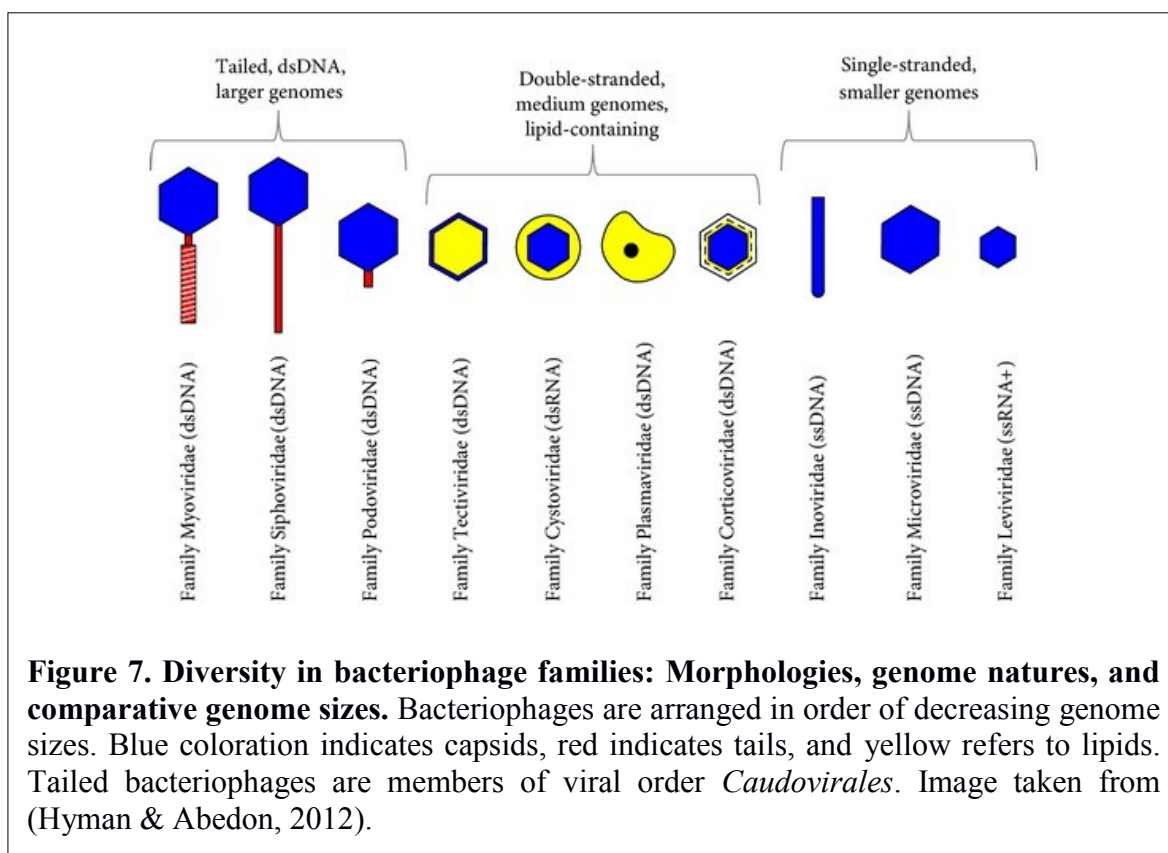 Tailed, dsDNA,
larger genomes
Double-stranded,
medium genomes,
lipid-containing
Single-stranded,
smaller genomes
Family Myoviridae (dsDNA)
Family Siphoviridae (dsDNA)
Family Podoviridae (dsDNA)
Family Tectiviridae (dsDNA)
Family Cystoviridae (dsRNA)
Family Plasmaviridae (dsDNA)
Family Corticoviridae (dsDNA)
Family Inoviridae (ssDNA)
Family Microviridae (ssDNA)
Family Leviviridae (ssRNA+)
Figure 7. Diversity in bacteriophage families: Morphologies, genome natures, and
comparative genome sizes. Bacteriophages are arranged in order of decreasing genome
sizes. Blue coloration indicates capsids, red indicates tails, and yellow refers to lipids.
Tailed bacteriophages are members of viral order Caudovirales. Image taken from
(Hyman & Abedon, 2012).